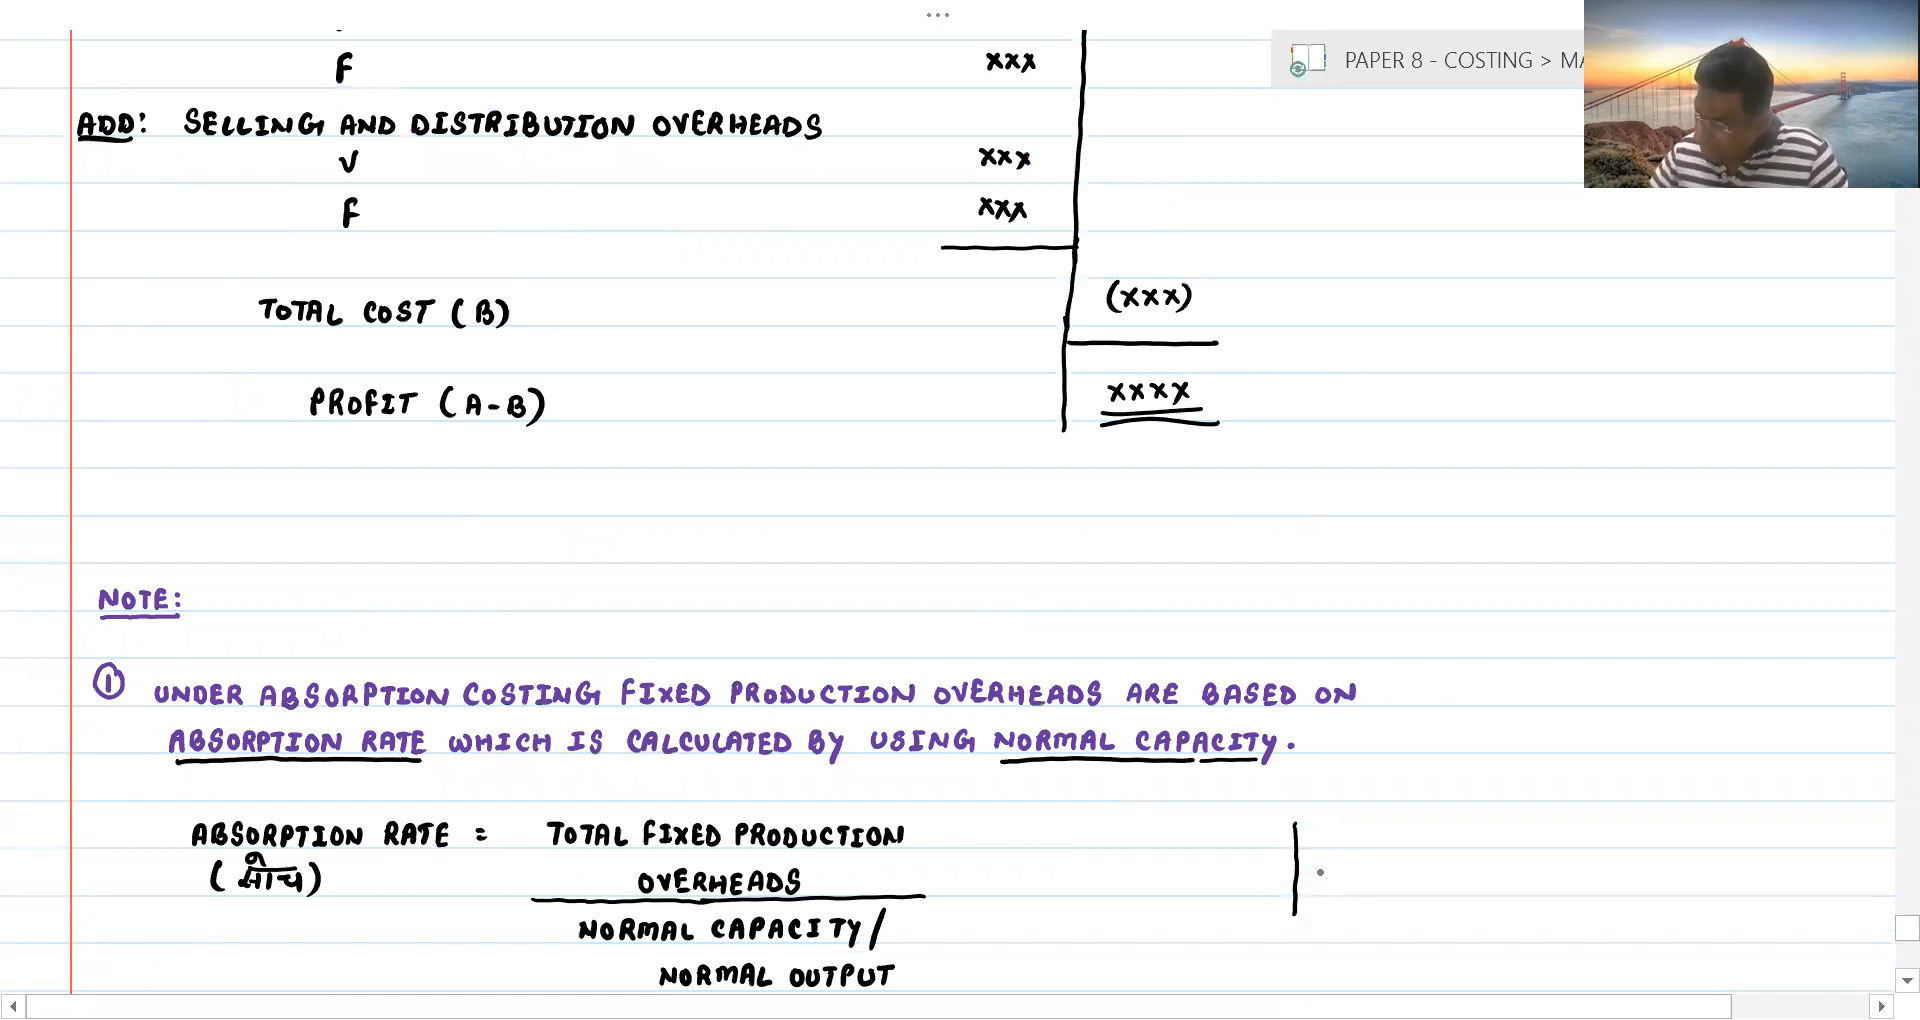 ...
F xxx
PAPER 8 - COSTING > MA
ADD: SELLING AND DISTRIBUTION OVERHEADS
V xxx
F xxx
TOTAL COST (B) (xxx)
PROFIT (A-B) xxxx
NOTE:
① UNDER ABSORPTION COSTING FIXED PRODUCTION OVERHEADS ARE BASED ON
ABSORPTION RATE WHICH IS CALCULATED BY USING NORMAL CAPACITY.
ABSORPTION RATE = TOTAL FIXED PRODUCTION
(सोच) OVERHEADS
NORMAL CAPACITY/
NORMAL OUTPUT